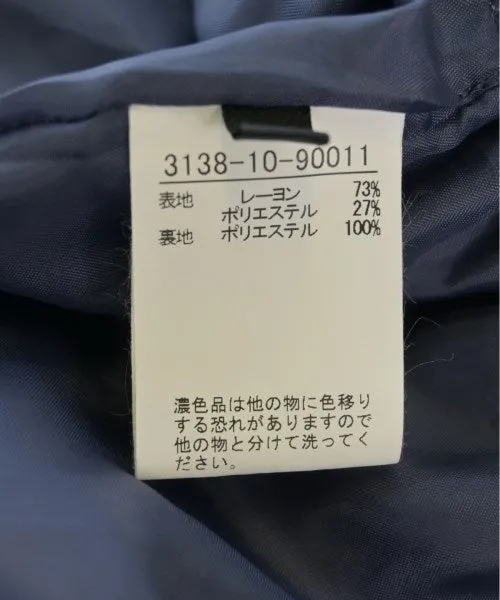 3138-10-90011
表地 レーヨン 73%
ポリエステル 27%
裏地 ポリエステル 100%
濃色品は他の物に色移り
する恐れがありますので
他の物と分けて洗ってく
ださい。